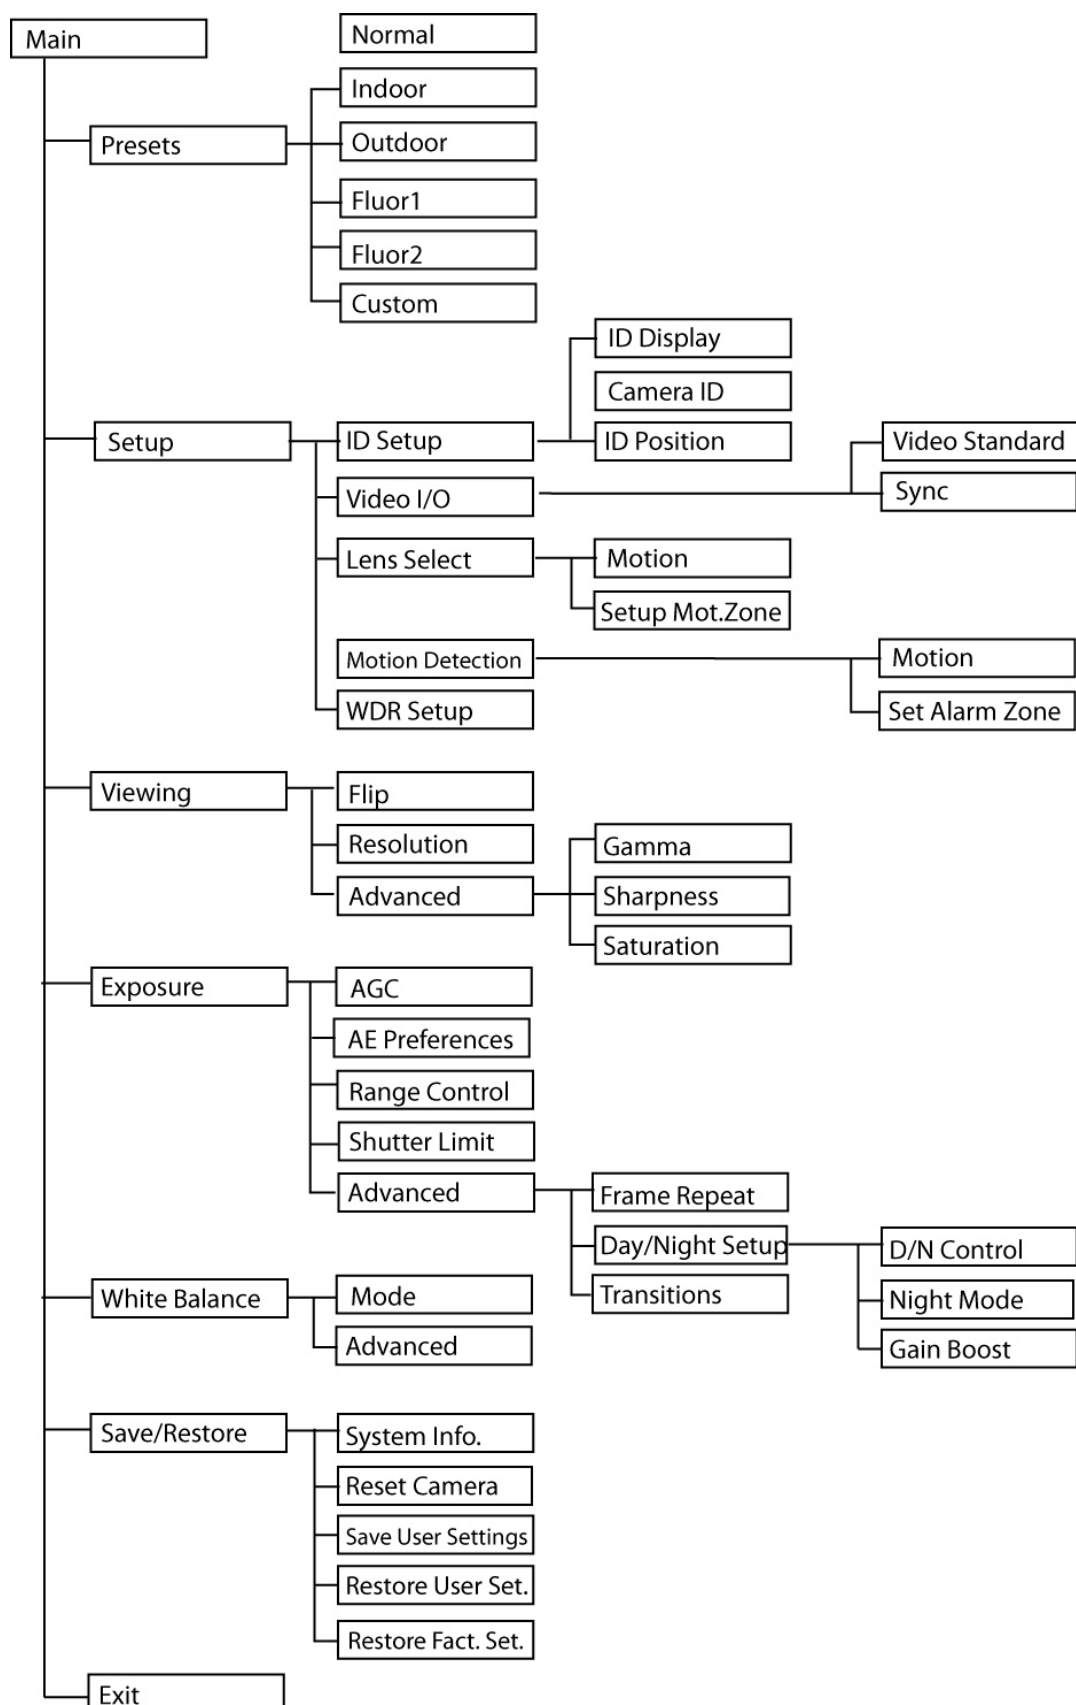 Main
Normal
Indoor
Presets
Outdoor
Fluor1
Fluor2
Custom
ID Display
Camera ID
Setup
ID Setup
ID Position
Video Standard
Video I/O
Sync
Lens Select
Motion
Setup Mot.Zone
Motion Detection
Motion
WDR Setup
Set Alarm Zone
Viewing
Flip
Resolution
Gamma
Advanced
Sharpness
Saturation
Exposure
AGC
AE Preferences
Range Control
Shutter Limit
Advanced
Frame Repeat
Day/Night Setup
D/N Control
White Balance
Mode
Transitions
Night Mode
Advanced
Gain Boost
Save/Restore
System Info.
Reset Camera
Save User Settings
Restore User Set.
Restore Fact. Set.
Exit